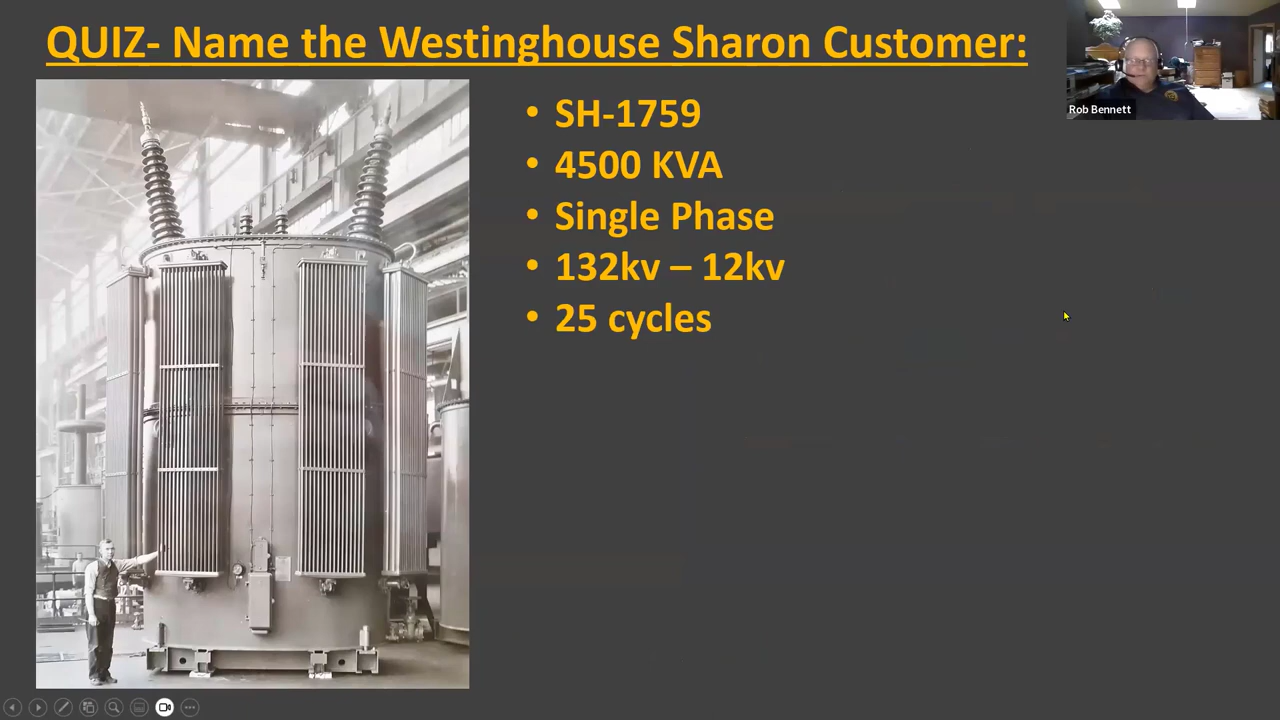 QUIZ- Name the Westinghouse Sharon Customer:
Rob Bennett
• SH-1759
• 4500 KVA
• Single Phase
• 132kv – 12kv
• 25 cycles